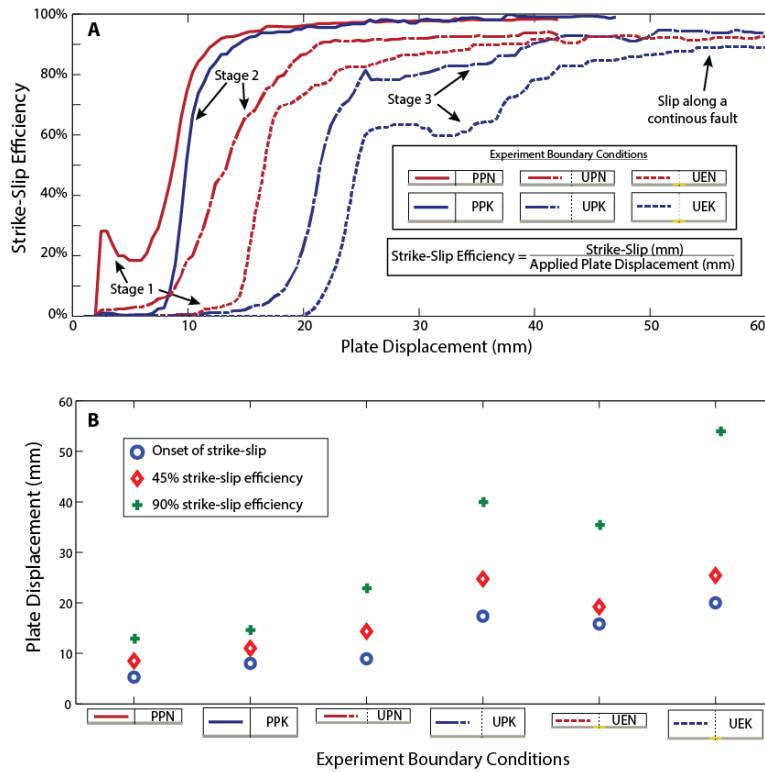 100%
80%
60%
40%
20%
0%
Strike-Slip Efficiency
A
Stage 2
Stage 3
Stage 1
Slip along a
continous fault
Experiment Boundary Conditions
PPN
UPN
UEN
PPK
UPK
UEK
Strike-Slip Efficiency = Strike-Slip (mm)
Applied Plate Displacement (mm)
0 10 20 30 40 50 60
Plate Displacement (mm)
60
50
40
30
20
10
0
Plate Displacement (mm)
B
Onset of strike-slip
45% strike-slip efficiency
90% strike-slip efficiency
PPN
PPK
UPN
UPK
UEN
UEK
Experiment Boundary Conditions